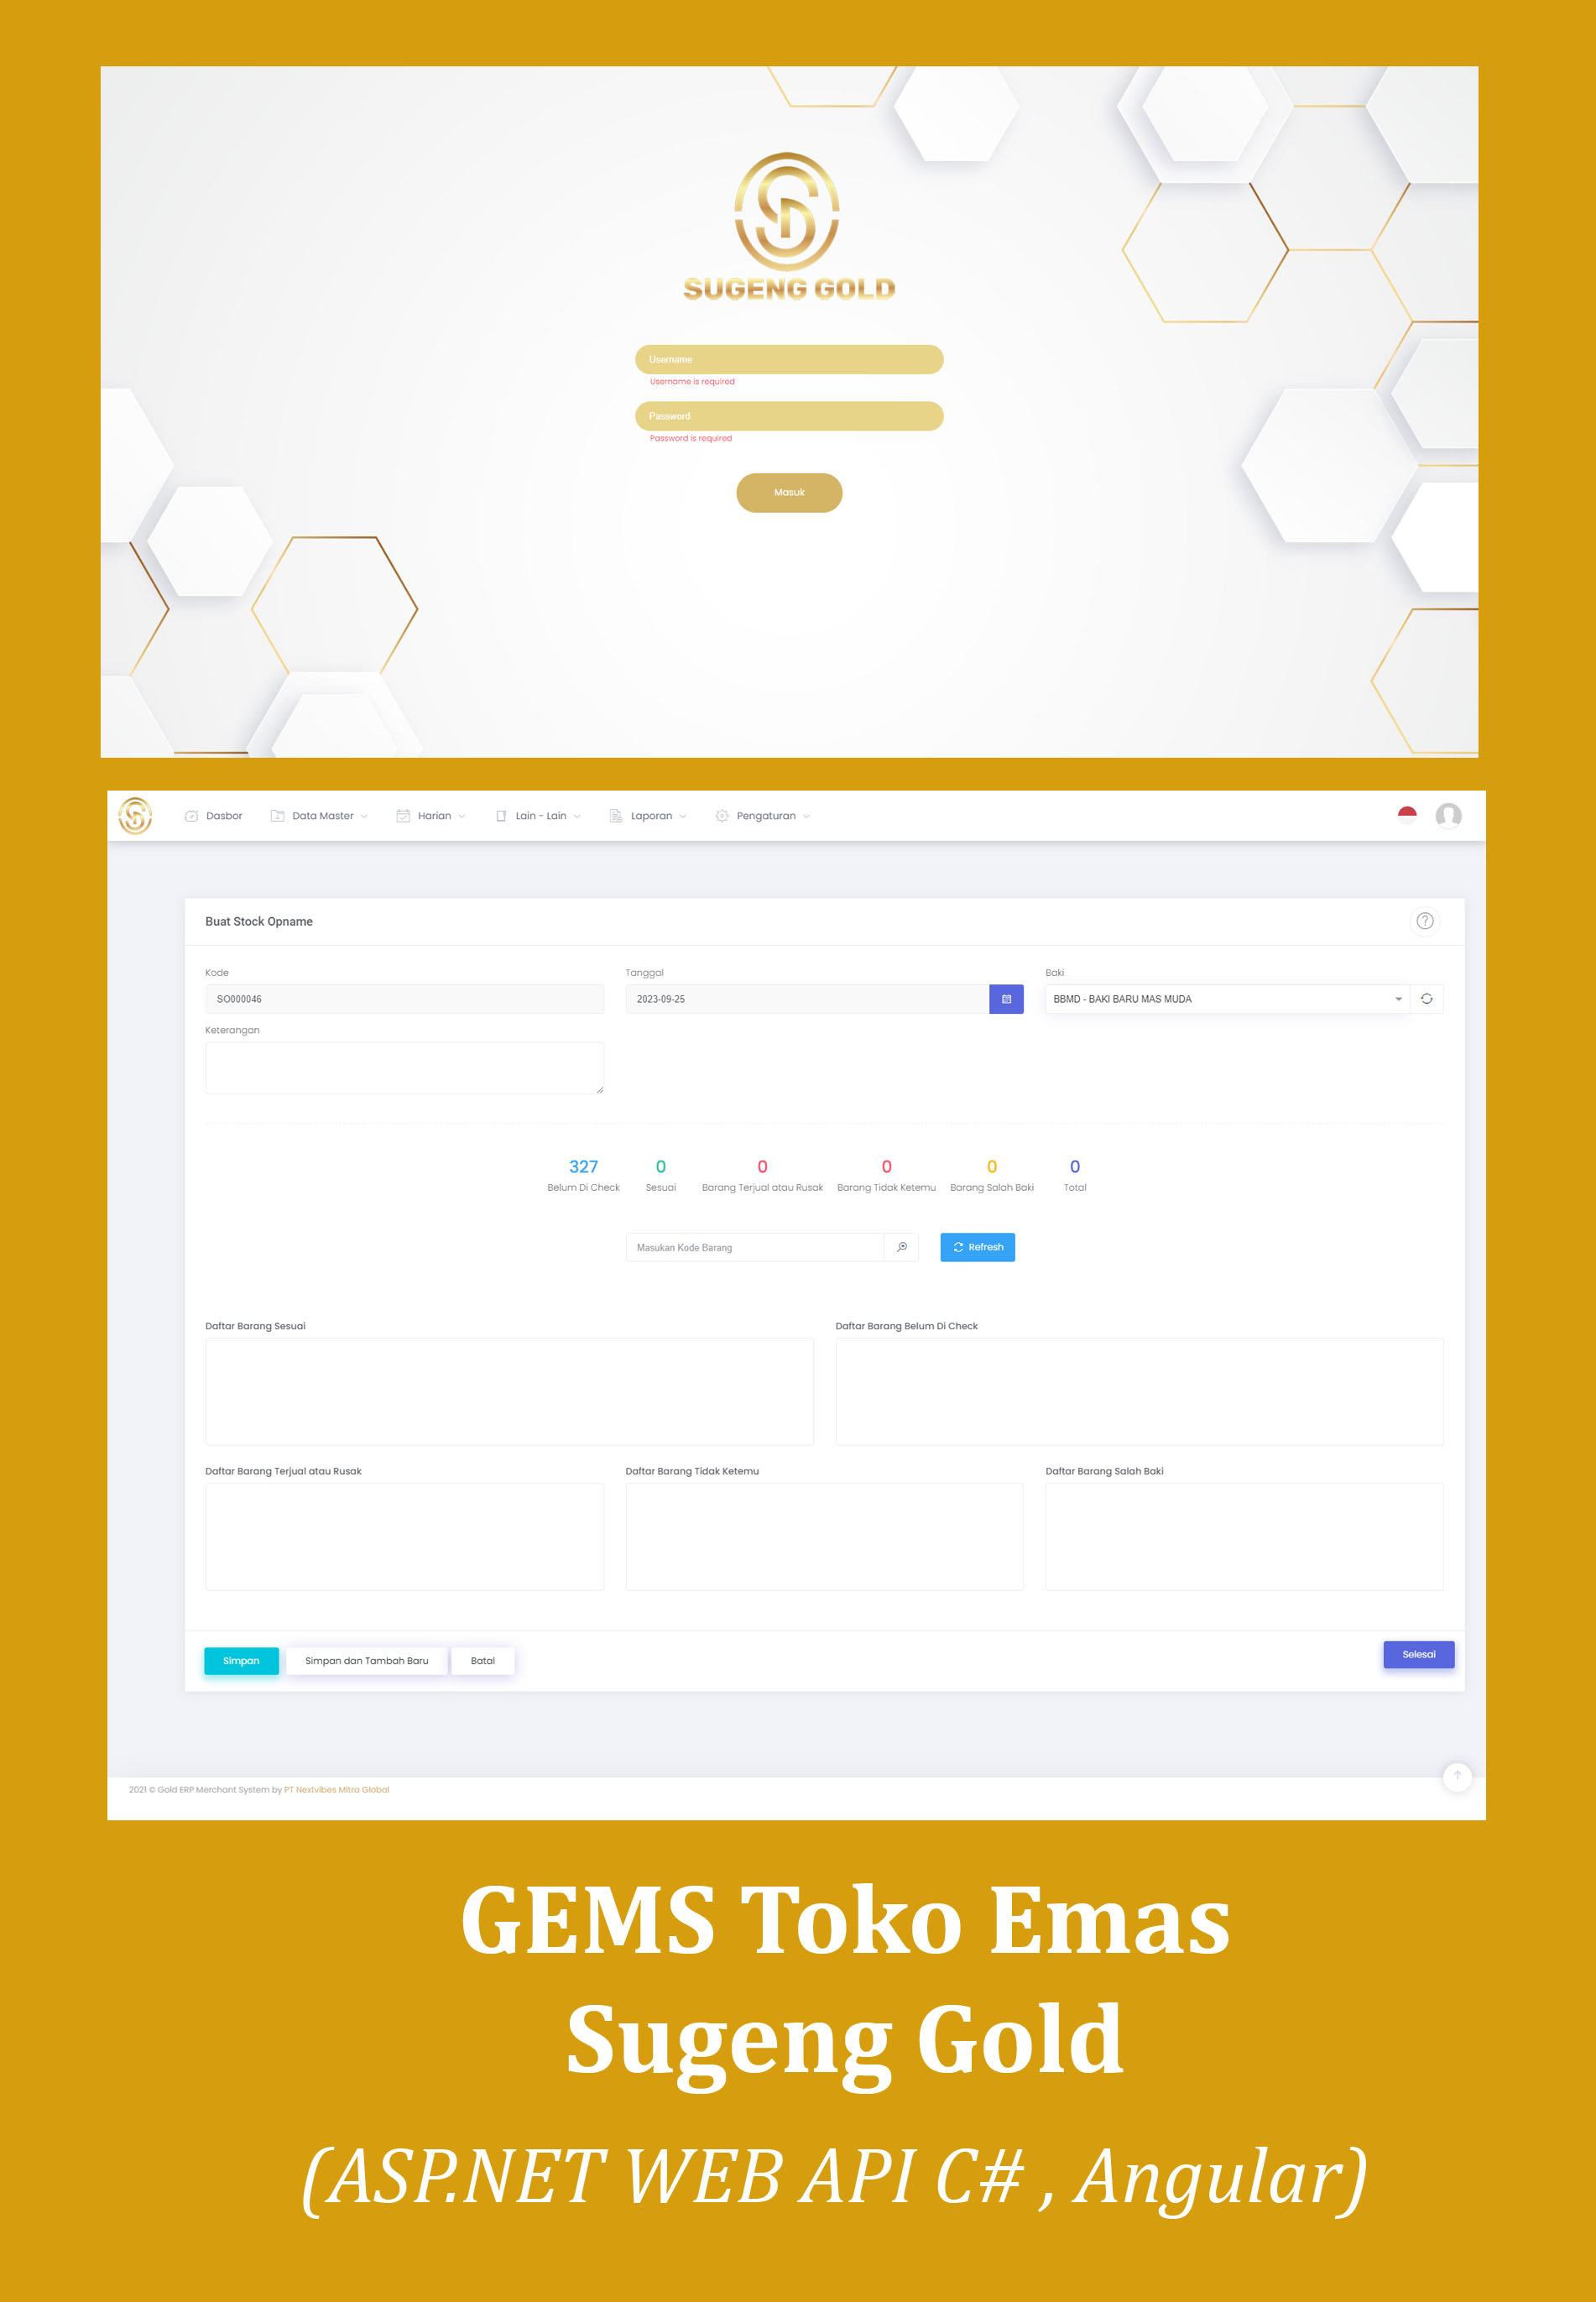 SUGENG GOLD
Username
Username is required
Password
Password is required
Masuk
Dasbor Data Master Harian Lain - Lain Laporan Pengaturan
Buat Stock Opname
Kode Tanggal Baki
SO000046 2023-09-25 BBMD - BAKI BARU MAS MUDA
Keterangan
327 0 0 0 0 0
Belum Di Check Sesuai Barang Terjual atau Rusak Barang Tidak Ketemu Barang Salah Baki Total
Masukan Kode Barang Refresh
Daftar Barang Sesuai Daftar Barang Belum Di Check
Daftar Barang Terjual atau Rusak Daftar Barang Tidak Ketemu Daftar Barang Salah Baki
Simpan Simpan dan Tambah Baru Batal Selesai
2021 © Gold ERP Merchant System by PT Nextvibes Mitra Global
GEMS Toko Emas
Sugeng Gold
(ASP.NET WEB API C# , Angular)